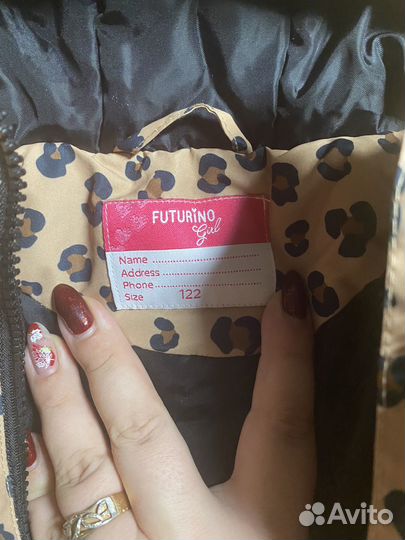 FUTURINO
Girl
Name
Address
Phone
Size 122
Avito